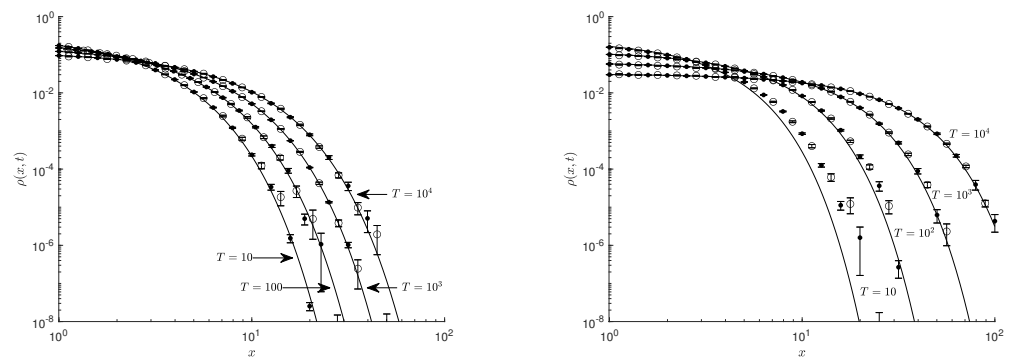 10^0
10^-2
10^-4
10^-6
10^-8
ρ(x, t)
10^0
10^1
10^2
x
T = 10^4
T = 10
T = 100
T = 10^3
10^0
10^-2
10^-4
10^-6
10^-8
ρ(x, t)
10^0
10^1
10^2
x
T = 10^4
T = 10^3
T = 10^2
T = 10